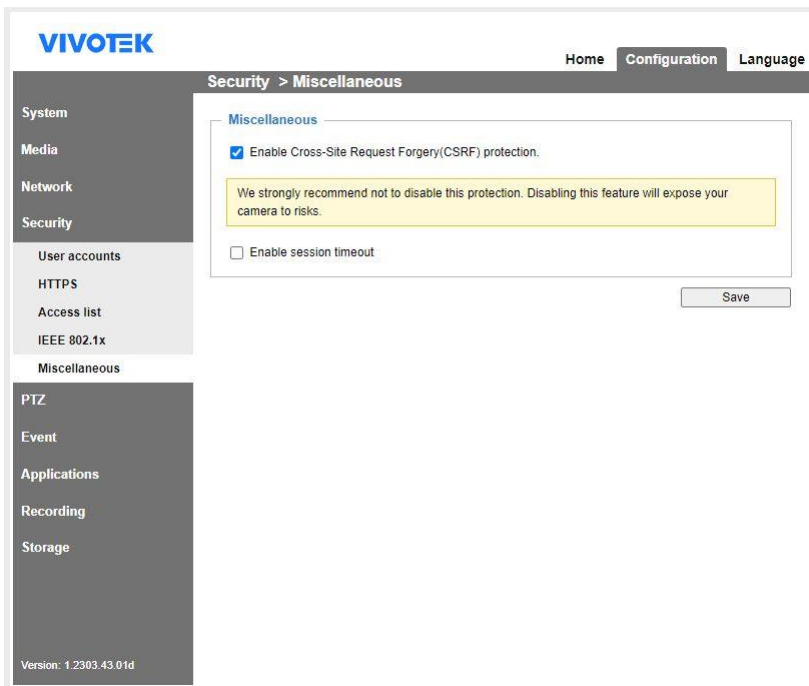 VIVOTEK
Home Configuration Language
Security > Miscellaneous
System
Media
Network
Security
User accounts
HTTPS
Access list
IEEE 802.1x
Miscellaneous
PTZ
Event
Applications
Recording
Storage
Version: 1.2303.43.01d
Miscellaneous
Enable Cross-Site Request Forgery(CSRF) protection.
We strongly recommend not to disable this protection. Disabling this feature will expose your
camera to risks.
Enable session timeout
Save